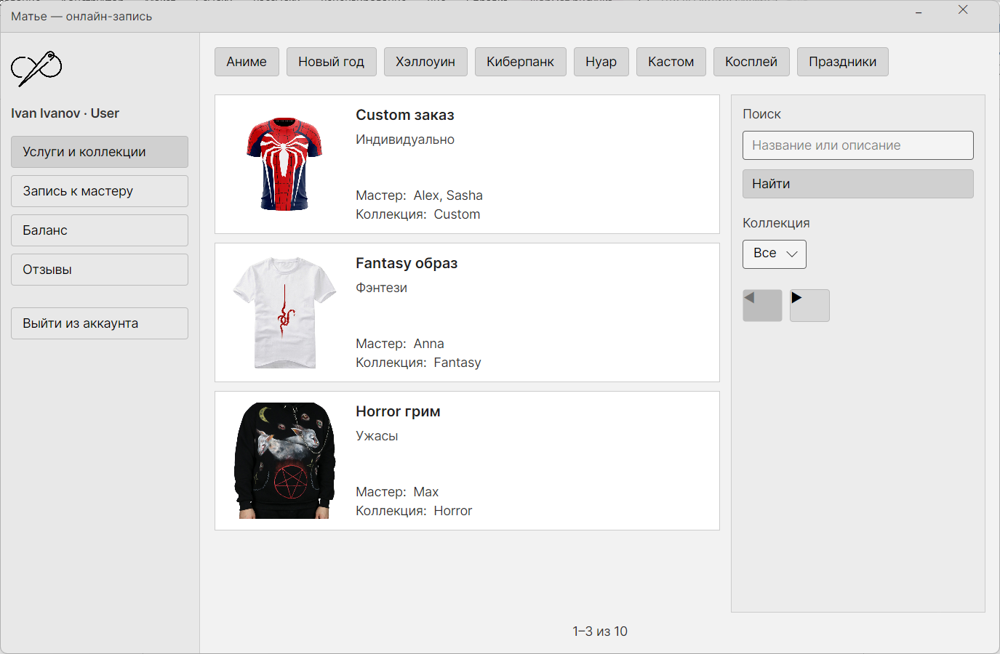 Матье — онлайн-запись
Ivan Ivanov · User
Услуги и коллекции
Запись к мастеру
Баланс
Отзывы
Выйти из аккаунта
Аниме
Новый год
Хэллоуин
Киберпанк
Нуар
Кастом
Косплей
Праздники
Custom заказ
Индивидуально
Мастер: Alex, Sasha
Коллекция: Custom
Fantasy образ
Фэнтези
Мастер: Anna
Коллекция: Fantasy
Horror грим
Ужасы
Мастер: Max
Коллекция: Horror
1–3 из 10
Поиск
Название или описание
Найти
Коллекция
Все